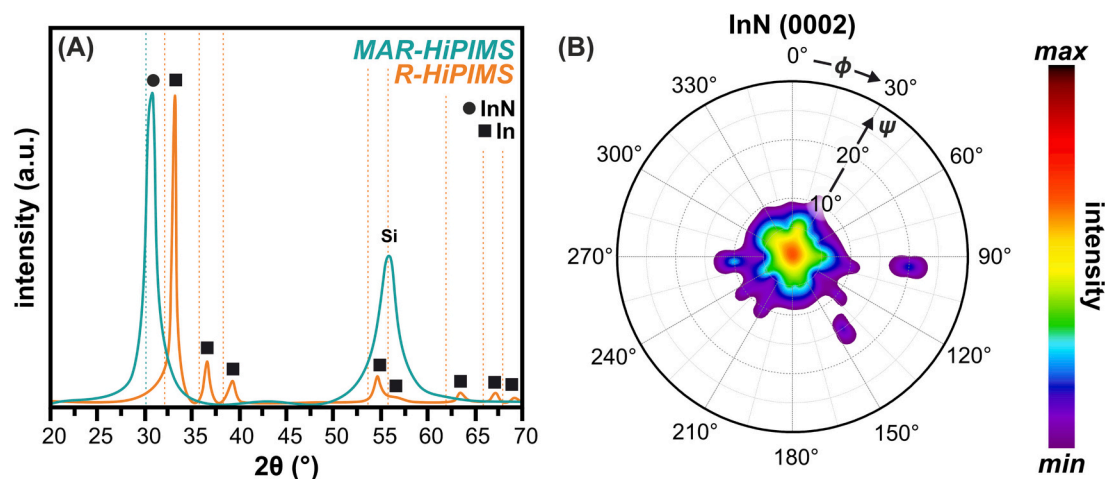 (A)
MAR-HiPIMS
R-HiPIMS
InN
In
Si
intensity (a.u.)
20 25 30 35 40 45 50 55 60 65 70
2θ (°)
(B)
InN (0002)
0°
ϕ
30°
ψ
60°
90°
120°
150°
180°
210°
240°
270°
300°
330°
10°
20°
max
intensity
min